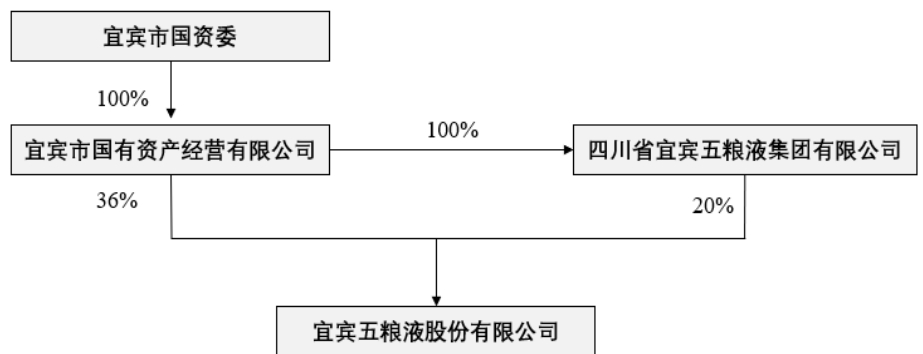 宜宾市国资委
100%
宜宾市国有资产经营有限公司
100%
四川省宜宾五粮液集团有限公司
36%
20%
宜宾五粮液股份有限公司